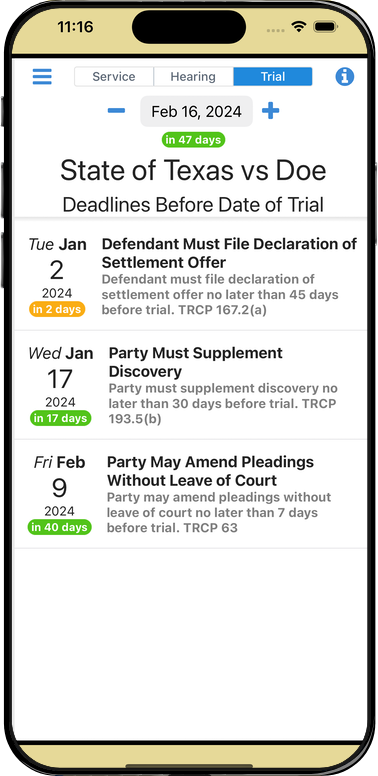 11:16
Service Hearing Trial
Feb 16, 2024
in 47 days
State of Texas vs Doe
Deadlines Before Date of Trial
Tue Jan
2
2024
in 2 days
Defendant Must File Declaration of
Settlement Offer
Defendant must file declaration of
settlement offer no later than 45 days
before trial. TRCP 167.2(a)
Wed Jan
17
2024
in 17 days
Party Must Supplement
Discovery
Party must supplement discovery no
later than 30 days before trial. TRCP
193.5(b)
Fri Feb
9
2024
in 40 days
Party May Amend Pleadings
Without Leave of Court
Party may amend pleadings without
leave of court no later than 7 days
before trial. TRCP 63